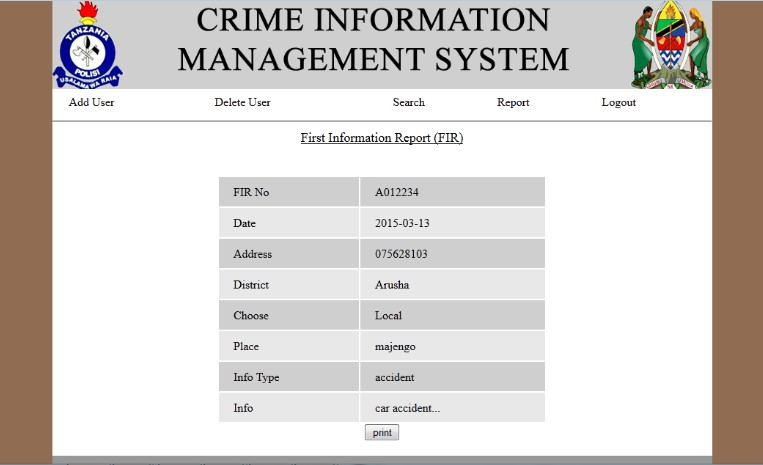 CRIME INFORMATION
MANAGEMENT SYSTEM
TANZANIA
POLISI
USALAMA WA RAIA
Add User Delete User Search Report Logout
First Information Report (FIR)
FIR No A012234
Date 2015-03-13
Address 075628103
District Arusha
Choose Local
Place majengo
Info Type accident
Info car accident...
print